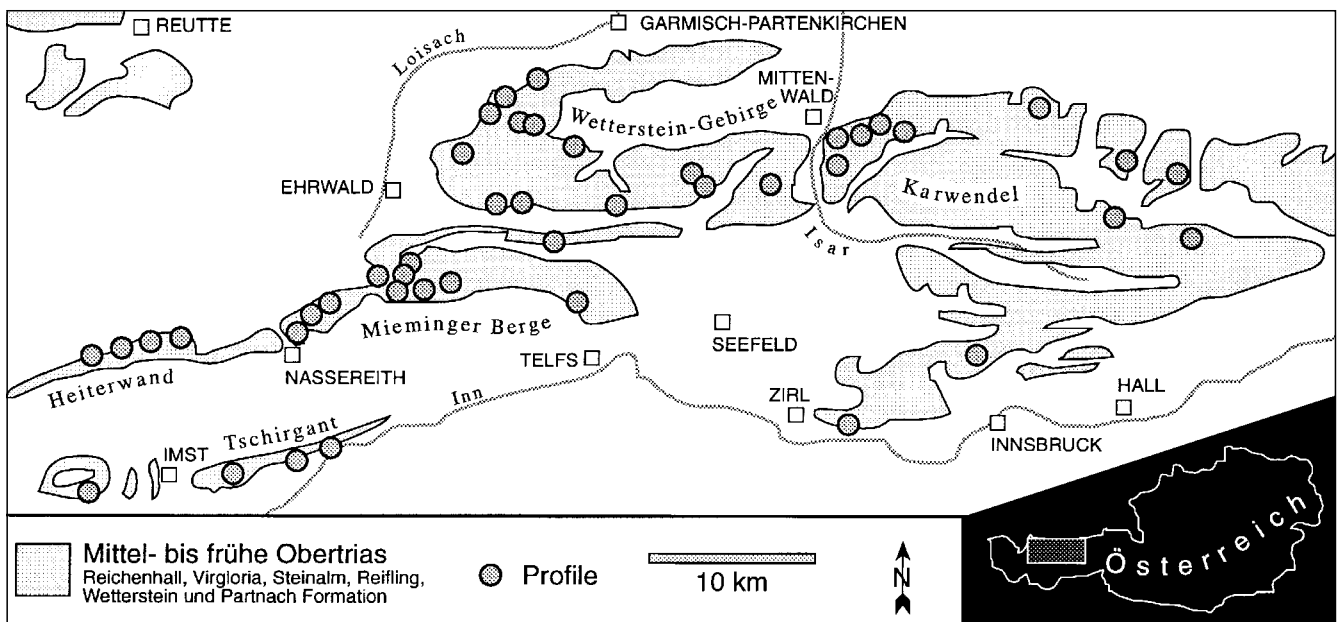 REUTTE
GARMISCH-PARTENKIRCHEN
Loisach
MITTEN-
WALD
Wetterstein-Gebirge
EHRWALD
Karwendel
Isar
Mieminger Berge
SEEFELD
TELFS
NASSEREITH
Heiterwand
Inn
HALL
ZIRL
Tschirgant
INNSBRUCK
IMST
Mittel- bis frühe Obertrias
Reichenhall, Virgloria, Steinalm, Reifling,
Wetterstein und Partnach Formation
Profile
10 km
N
Österreich